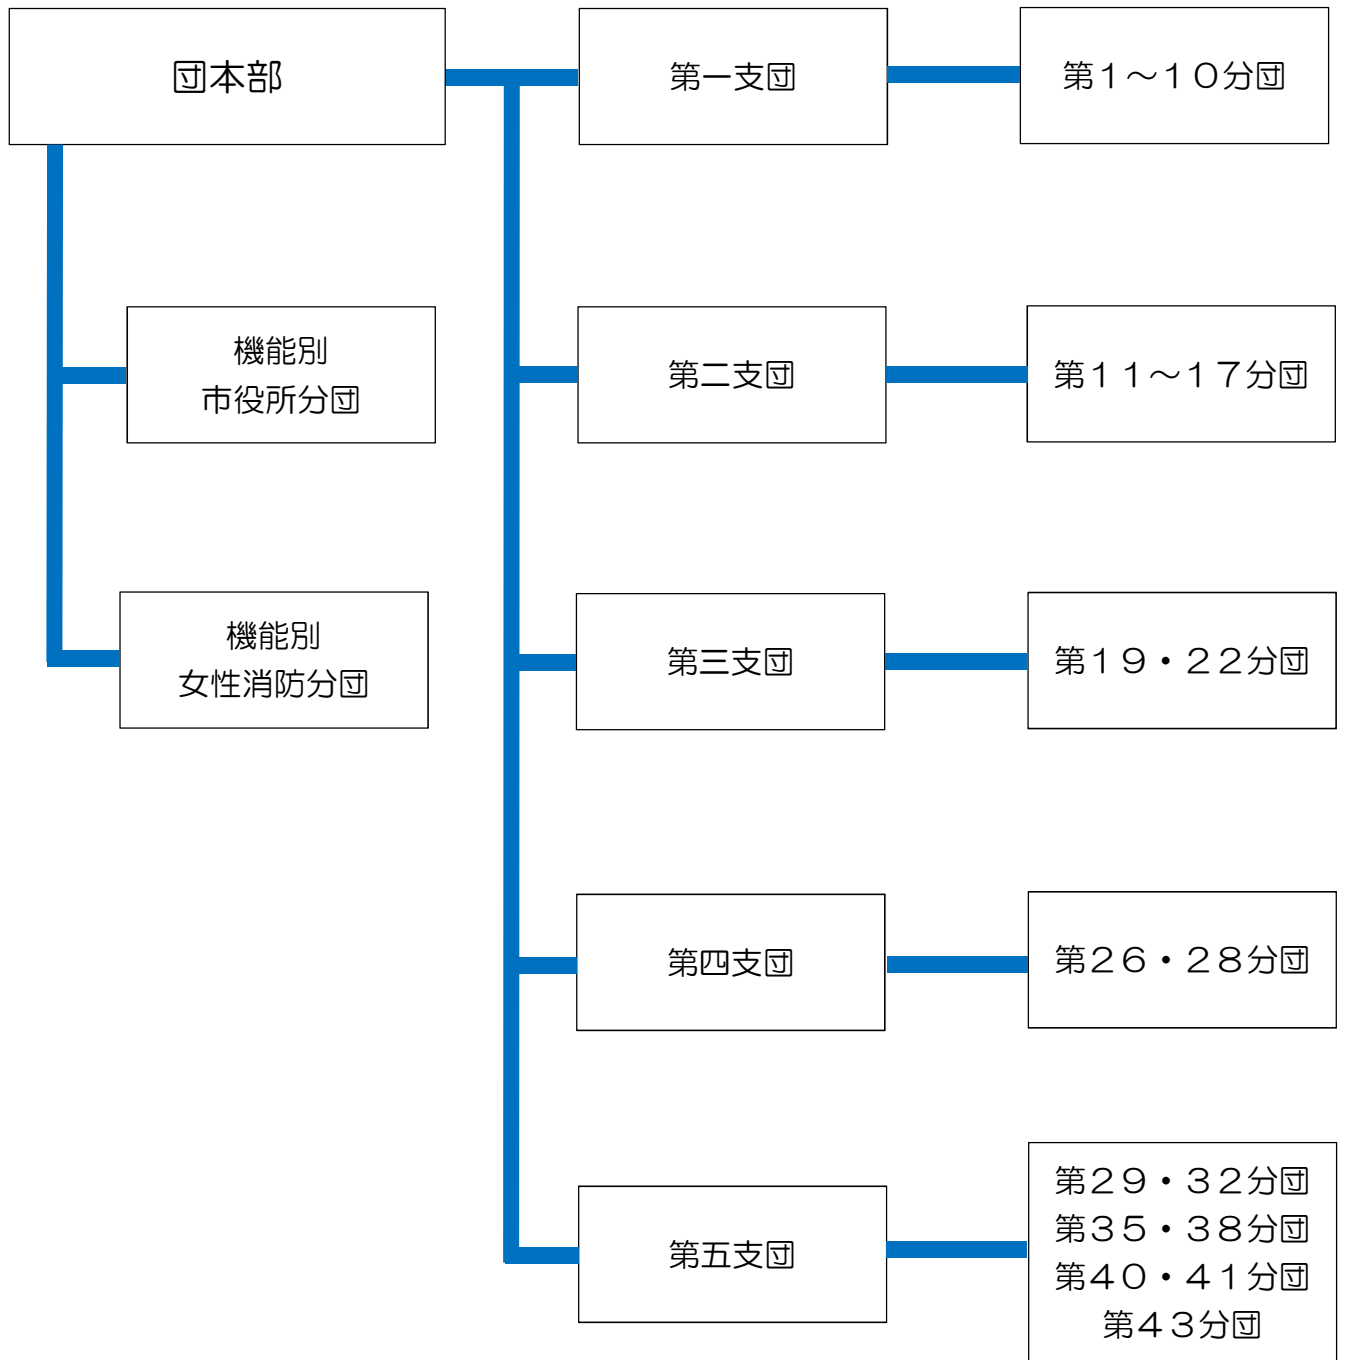 団本部
第一支団
第１～１０分団
機能別
市役所分団
第二支団
第１１～１７分団
機能別
女性消防分団
第三支団
第１９・２２分団
第四支団
第２６・２８分団
第五支団
第２９・３２分団
第３５・３８分団
第４０・４１分団
第４３分団